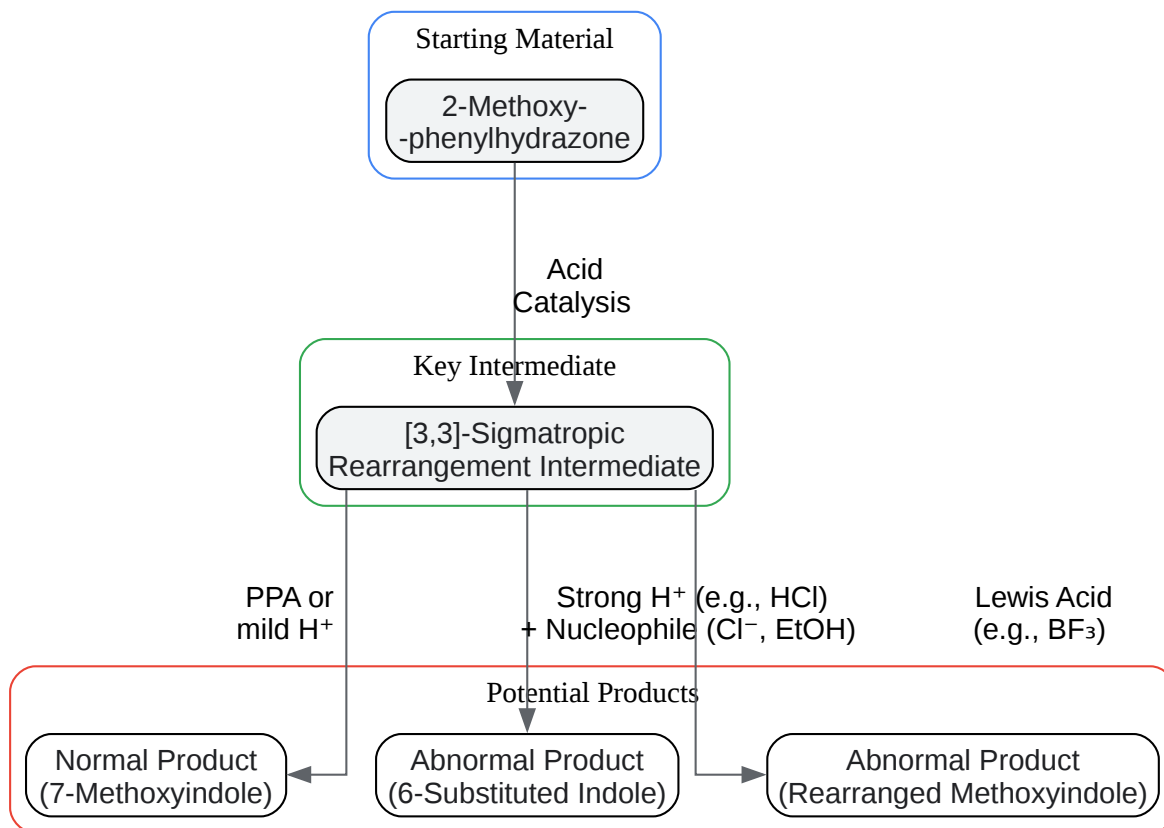 Starting Material
2-Methoxy-
-phenylhydrazone
Acid
Catalysis
Key Intermediate
[3,3]-Sigmatropic
Rearrangement Intermediate
PPA or
mild H⁺
Strong H⁺ (e.g., HCl)
+ Nucleophile (Cl⁻, EtOH)
Lewis Acid
(e.g., BF₃)
Potential Products
Normal Product
(7-Methoxyindole)
Abnormal Product
(6-Substituted Indole)
Abnormal Product
(Rearranged Methoxyindole)